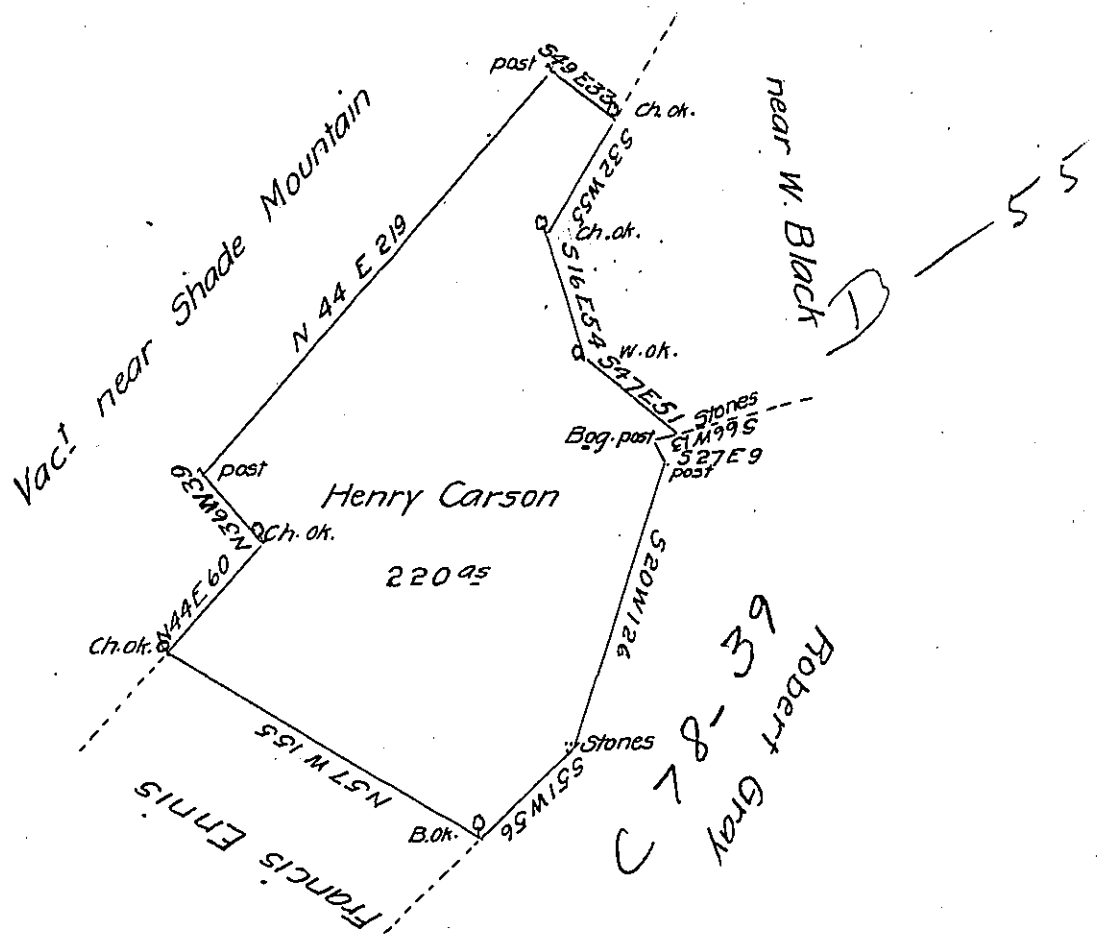 post
S49E33
Ch.ok.
S32W55
Ch.ok.
S16E54
W.ok.
S47E51
Stones
S66W13
Bog.post
S27E9
post
near W. Black
D — 55
Vac.t near Shade Mountain
N 44 E 219
post
N36W39
Ch.ok.
Henry Carson
220 as
N44E60
Ch.ok.
S20W126
Stones
S51W56
N57W155
B.ok.
Francis Ennis
C 78-39
Robert Gray